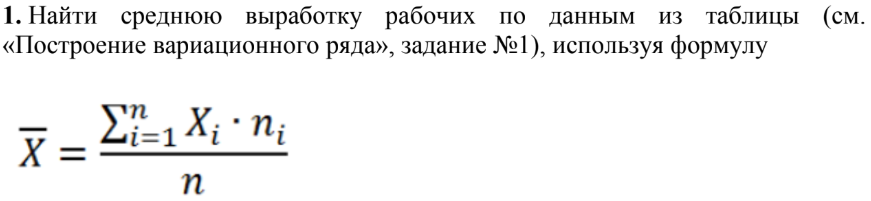 1. Найти среднюю выработку рабочих по данным из таблицы (см.
«Построение вариационного ряда», задание №1), используя формулу
X̅ = ∑ⁿᵢ₌₁ Xᵢ · nᵢ / n